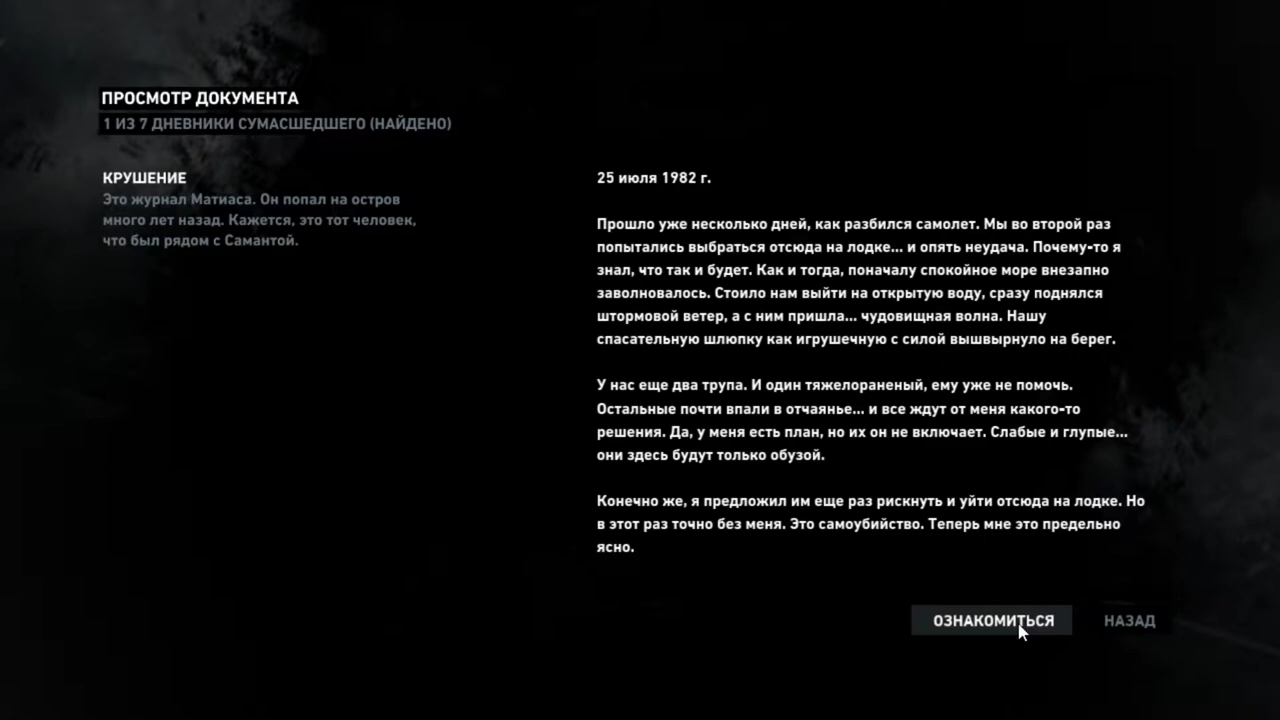 ПРОСМОТР ДОКУМЕНТА
1 ИЗ 7 ДНЕВНИКИ СУМАСШЕДШЕГО (НАЙДЕНО)
КРУШЕНИЕ
Это журнал Матиаса. Он попал на остров
много лет назад. Кажется, это тот человек,
что был рядом с Самантой.
25 июля 1982 г.
Прошло уже несколько дней, как разбился самолет. Мы во второй раз
попытались выбраться отсюда на лодке... и опять неудача. Почему-то я
знал, что так и будет. Как и тогда, поначалу спокойное море внезапно
заволновалось. Стоило нам выйти на открытую воду, сразу поднялся
штормовой ветер, а с ним пришла... чудовищная волна. Нашу
спасательную шлюпку как игрушечную с силой вышвырнуло на берег.
У нас еще два трупа. И один тяжелораненый, ему уже не помочь.
Остальные почти впали в отчаянье... и все ждут от меня какого-то
решения. Да, у меня есть план, но их он не включает. Слабые и глупые...
они здесь будут только обузой.
Конечно же, я предложил им еще раз рискнуть и уйти отсюда на лодке. Но
в этот раз точно без меня. Это самоубийство. Теперь мне это предельно
ясно.
ОЗНАКОМИТЬСЯ
НАЗАД